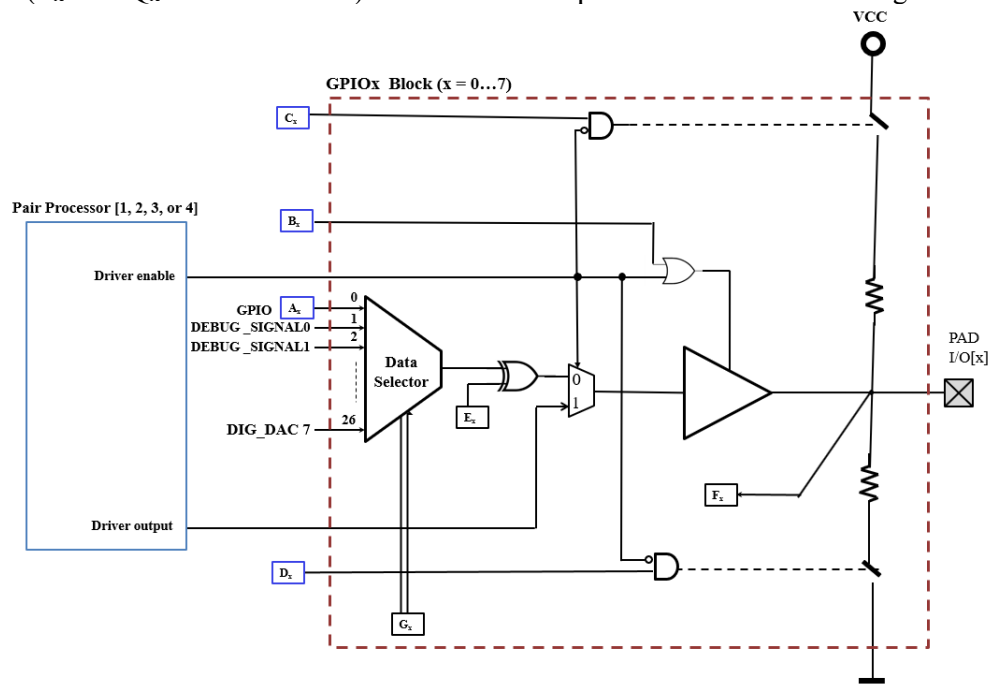 VCC
GPIOx Block (x = 0…7)
Cx
Pair Processor [1, 2, 3, or 4]
Bx
Driver enable
GPIO Ax 0
DEBUG_SIGNAL0 1
DEBUG_SIGNAL1 2
Data
Selector
0
1
Ex
PAD
I/O[x]
DIG_DAC 7 26
Fx
Driver output
Dx
Gx